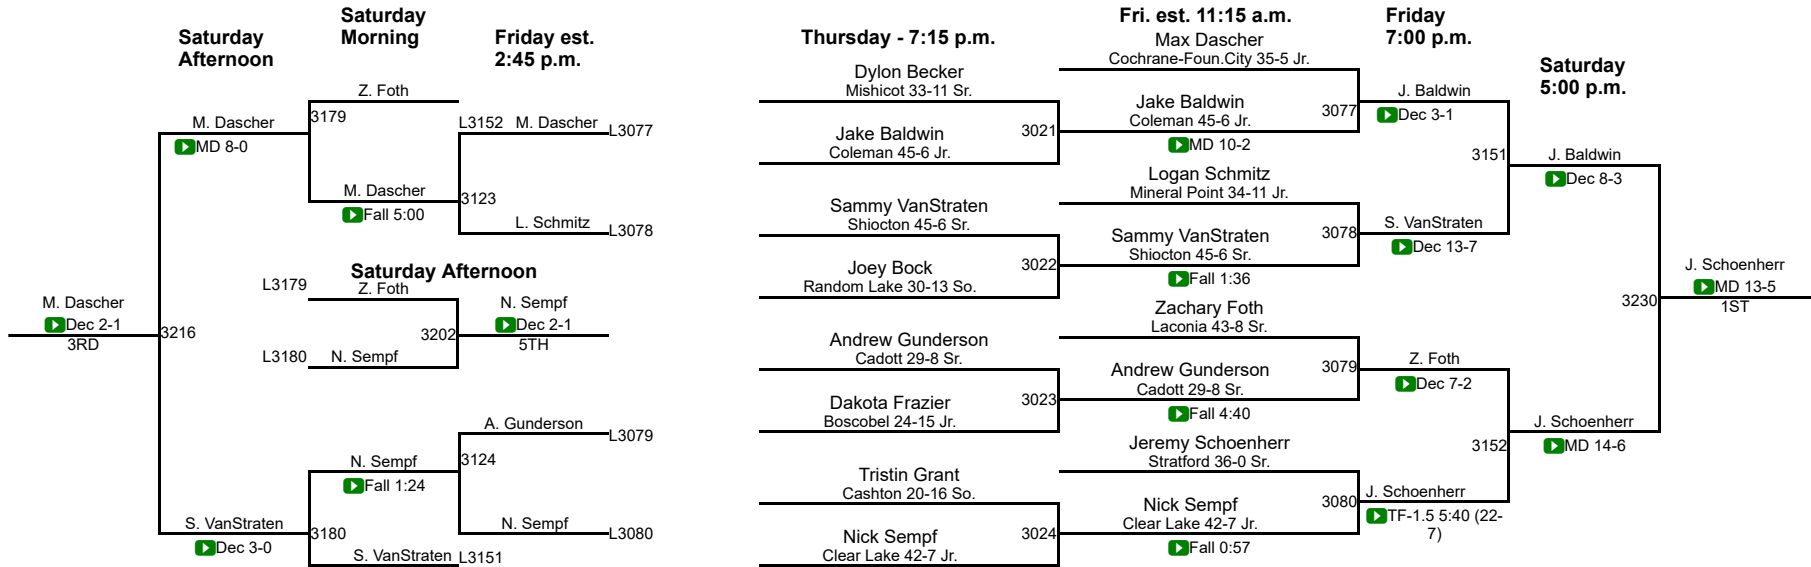 Saturday
Afternoon
Saturday
Morning
Friday est.
2:45 p.m.
Z. Foth
3179
L3152
M. Dascher
L3077
M. Dascher
MD 8-0
M. Dascher
Fall 5:00
3123
L. Schmitz
L3078
Saturday Afternoon
L3179
Z. Foth
M. Dascher
Dec 2-1
3RD
3216
3202
N. Sempf
Dec 2-1
5TH
L3180
N. Sempf
A. Gunderson
L3079
N. Sempf
Fall 1:24
3124
S. VanStraten
Dec 3-0
3180
N. Sempf
L3080
S. VanStraten
L3151
Thursday - 7:15 p.m.
Fri. est. 11:15 a.m.
Friday
7:00 p.m.
Saturday
5:00 p.m.
Max Dascher
Cochrane-Foun.City 35-5 Jr.
Dylon Becker
Mishicot 33-11 Sr.
3021
Jake Baldwin
Coleman 45-6 Jr.
Jake Baldwin
Coleman 45-6 Jr.
MD 10-2
3077
J. Baldwin
Dec 3-1
3151
J. Baldwin
Dec 8-3
Logan Schmitz
Mineral Point 34-11 Jr.
Sammy VanStraten
Shiocton 45-6 Sr.
3022
Joey Bock
Random Lake 30-13 So.
Sammy VanStraten
Shiocton 45-6 Sr.
Fall 1:36
3078
S. VanStraten
Dec 13-7
3230
J. Schoenherr
MD 13-5
1ST
Zachary Foth
Laconia 43-8 Sr.
Andrew Gunderson
Cadott 29-8 Sr.
3023
Dakota Frazier
Boscobel 24-15 Jr.
Andrew Gunderson
Cadott 29-8 Sr.
Fall 4:40
3079
Z. Foth
Dec 7-2
3152
J. Schoenherr
MD 14-6
Jeremy Schoenherr
Stratford 36-0 Sr.
Tristin Grant
Cashton 20-16 So.
3024
Nick Sempf
Clear Lake 42-7 Jr.
Nick Sempf
Clear Lake 42-7 Jr.
Fall 0:57
3080
J. Schoenherr
TF-1.5 5:40 (22-
7)